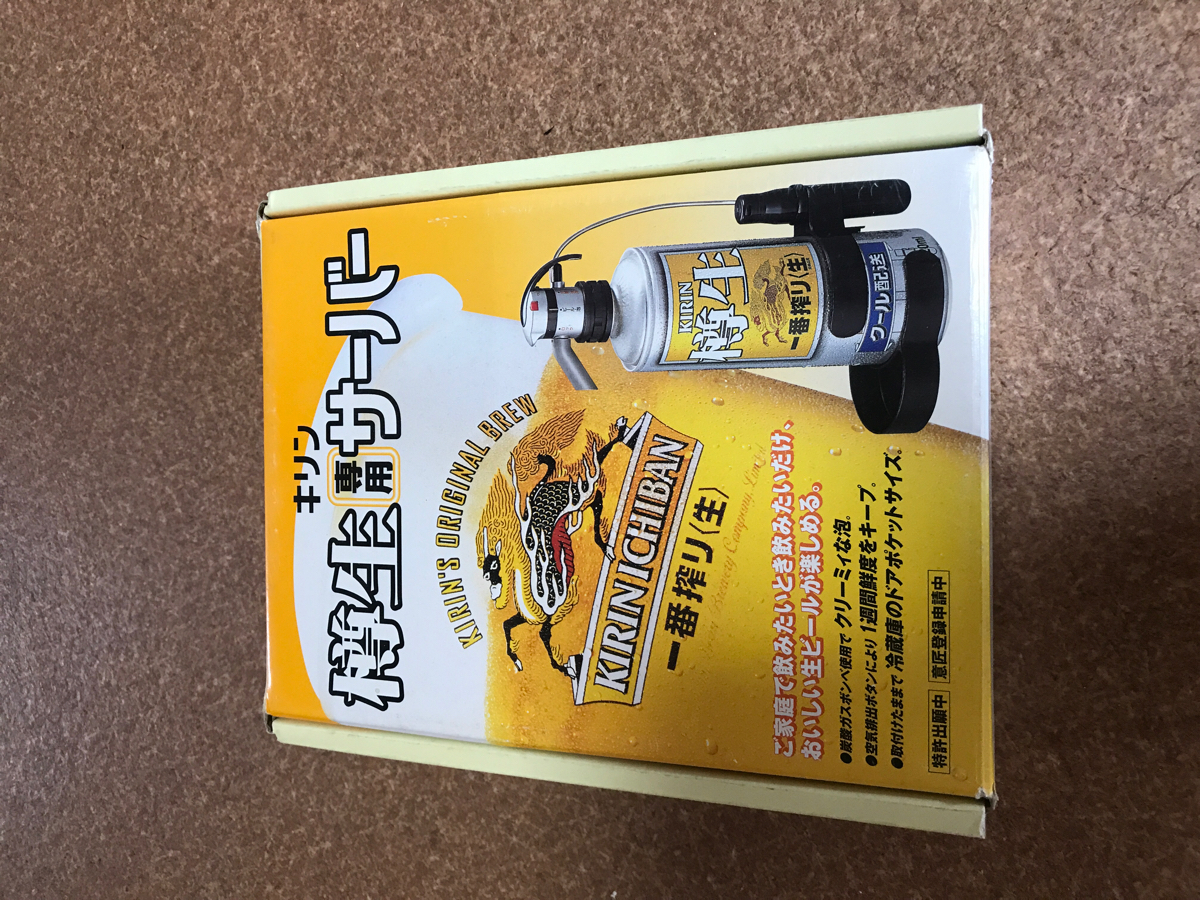 キリン
樽生専用サーバー
KIRIN'S ORIGINAL BREW
KIRIN ICHIBAN
一番搾り〈生〉
Kirin Brewery Company, Limited
KIRIN
樽生
一番搾り〈生〉
クール配送
ご家庭で飲みたいとき飲みたいだけ、
おいしい生ビールが楽しめる。
●炭酸ガスボンベ使用で クリーミィな泡。
●空気排出ボタンにより 1週間鮮度をキープ。
●取付けたままで 冷蔵庫のドアポケットサイズ。
特許出願中 意匠登録申請中